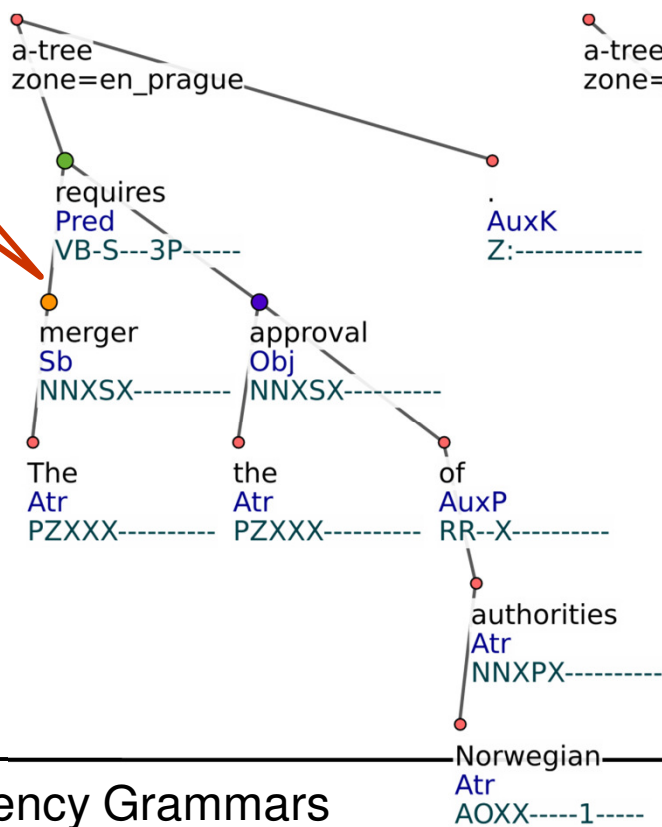 a-tree
zone=en_prague
a-tree
zone=
requires
Pred
VB-S---3P------
.
AuxK
Z:-------------
merger
Sb
NNXSX----------
approval
Obj
NNXSX----------
The
Atr
PZXXX----------
the
Atr
PZXXX----------
of
AuxP
RR--X----------
authorities
Atr
NNXPX----------
Norwegian
Atr
AOXX-----1-----
ency Grammars